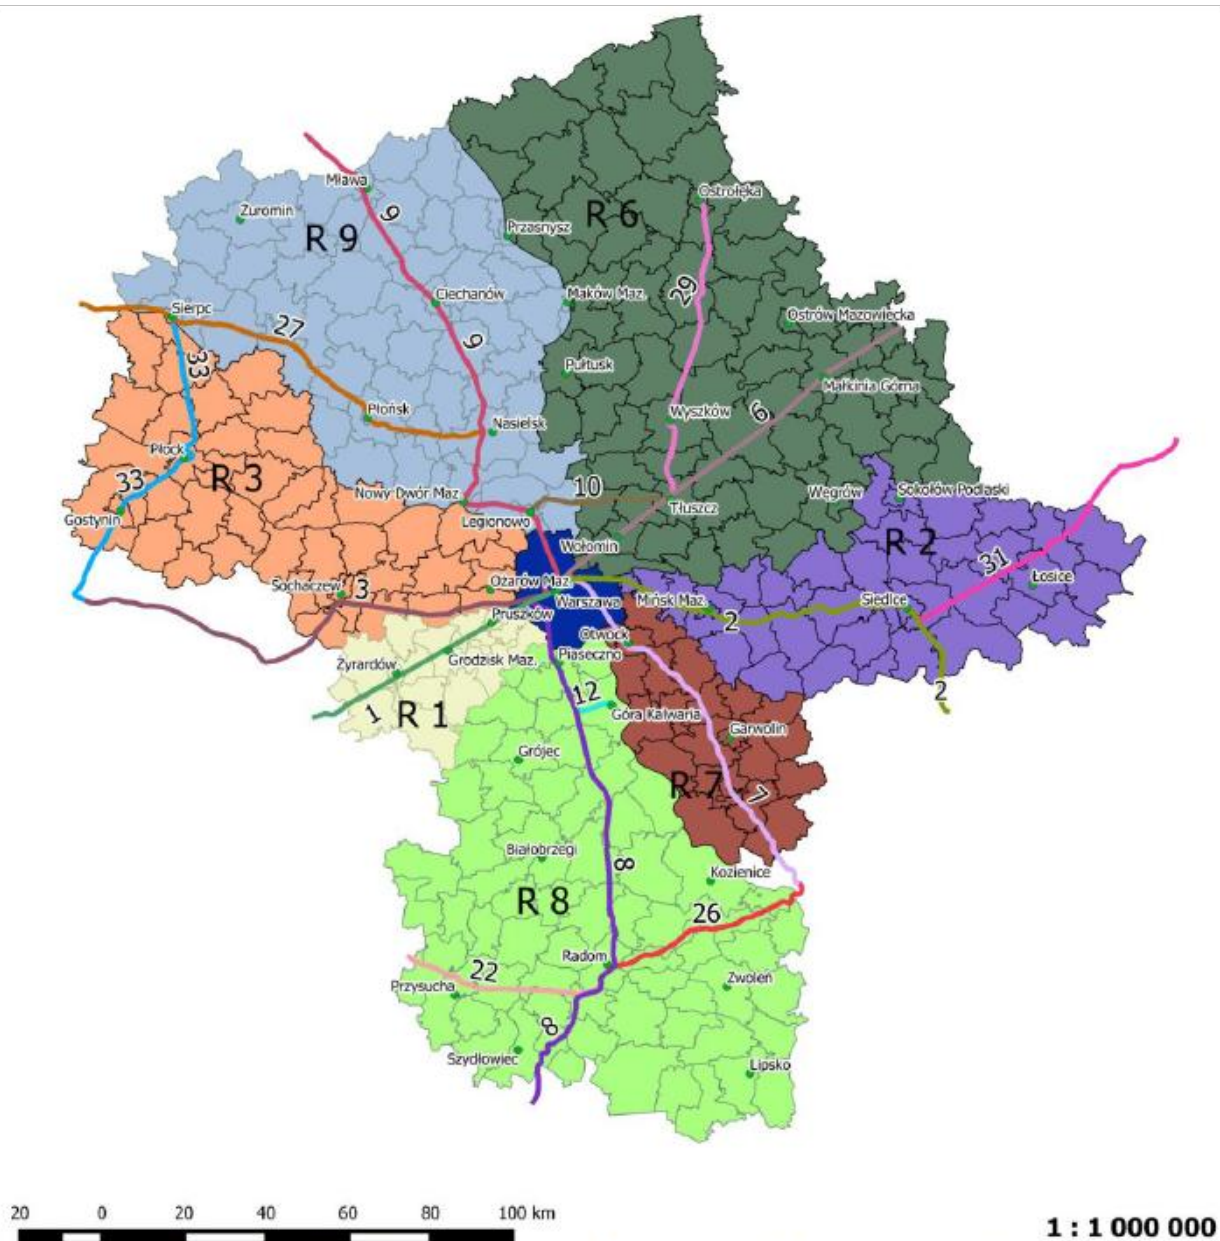 Mława
Żuromin
9
Ostrołęka
R 6
R 9
Przasnysz
Ciechanów
Maków Maz.
29
Sierpc
27
9
Ostrów Mazowiecka
33
Pułtusk
Małkinia Górna
Płońsk
Nasielsk
Wyszków
6
Płock
R 3
33
Nowy Dwór Maz.
10
Węgrów
Sokołów Podlaski
Gostynin
Legionowo
Tłuszcz
R 2
Wołomin
31
Sochaczew
3
Ożarów Maz.
Łosice
Warszawa
Mińsk Maz.
Siedlce
Pruszków
2
Otwock
Żyrardów
Grodzisk Maz.
Piaseczno
12
2
1
R 1
Góra Kalwaria
Garwolin
Grójec
R 7
7
Białobrzegi
8
Kozienice
R 8
26
Radom
22
Przysucha
Zwoleń
8
Szydłowiec
Lipsko
20 0 20 40 60 80 100 km
1 : 1 000 000